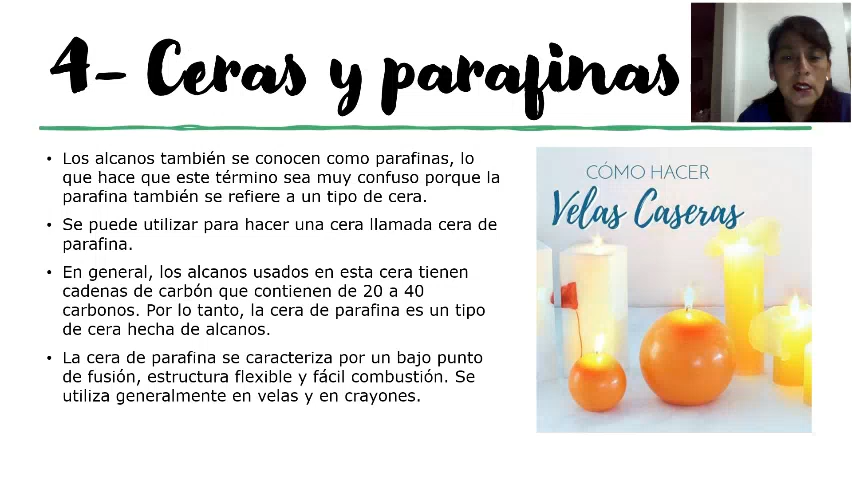 4- Ceras y parafinas
• Los alcanos también se conocen como parafinas, lo
que hace que este término sea muy confuso porque la
parafina también se refiere a un tipo de cera.
• Se puede utilizar para hacer una cera llamada cera de
parafina.
• En general, los alcanos usados en esta cera tienen
cadenas de carbón que contienen de 20 a 40
carbonos. Por lo tanto, la cera de parafina es un tipo
de cera hecha de alcanos.
• La cera de parafina se caracteriza por un bajo punto
de fusión, estructura flexible y fácil combustión. Se
utiliza generalmente en velas y en crayones.
CÓMO HACER
Velas Caseras